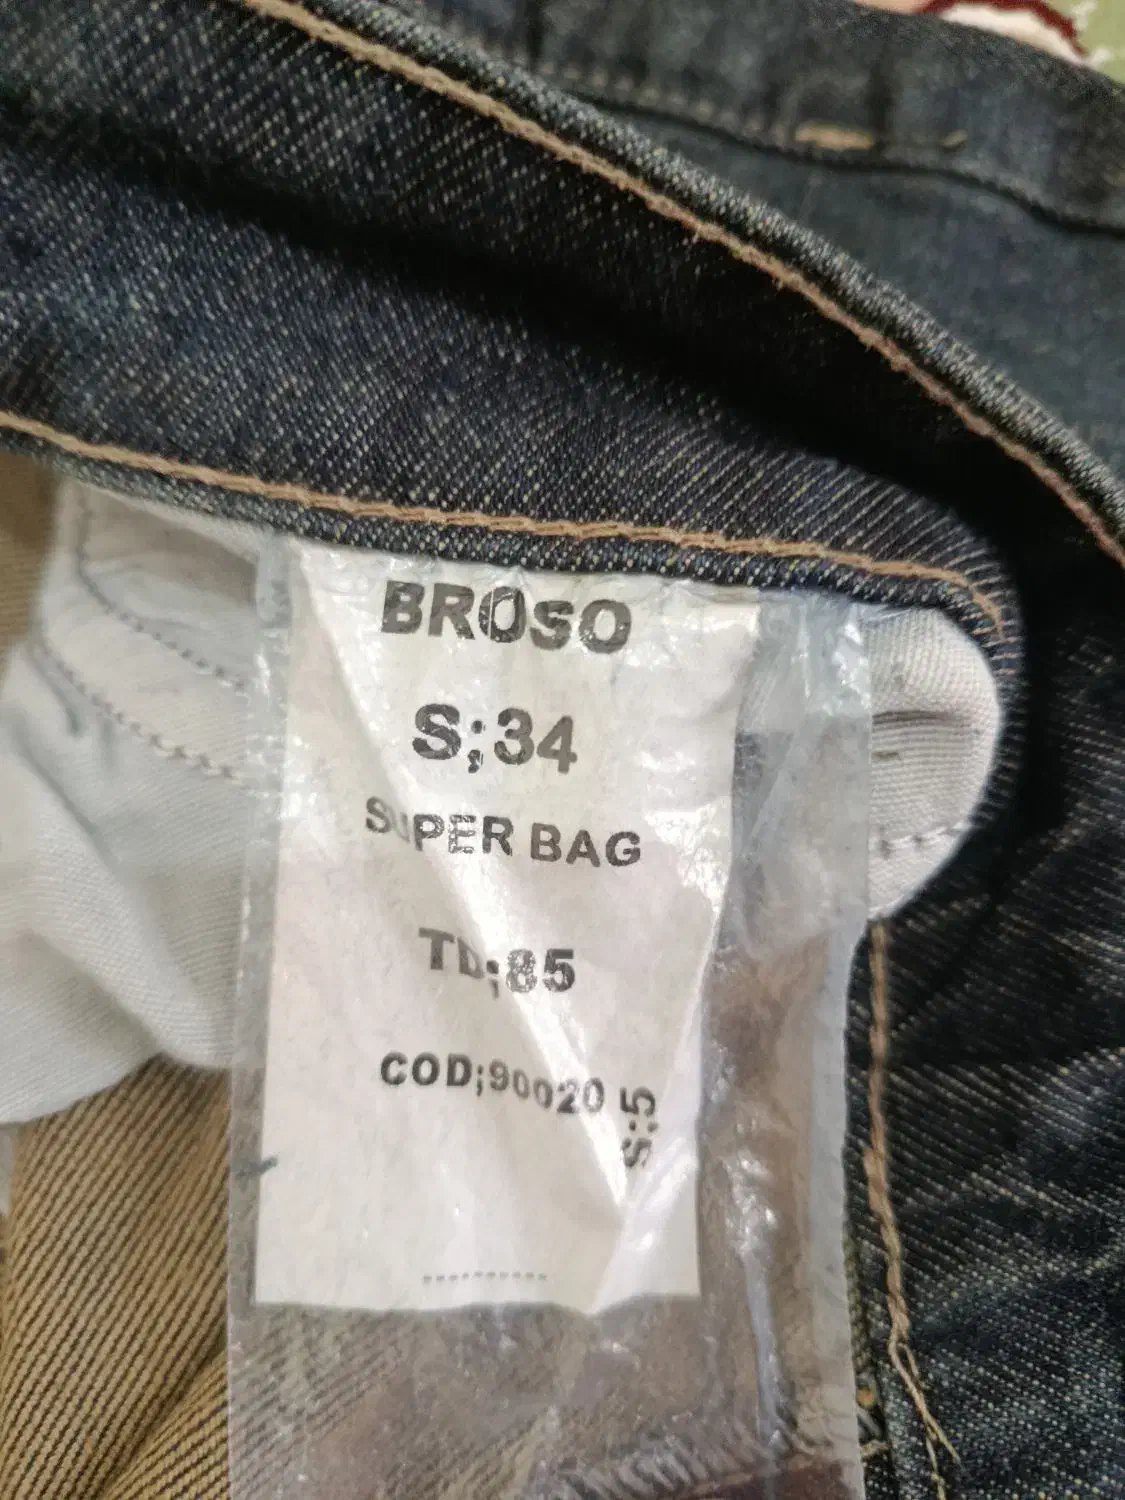 BROSO
S;34
SUPER BAG
TD;85
COD;90020
S:5